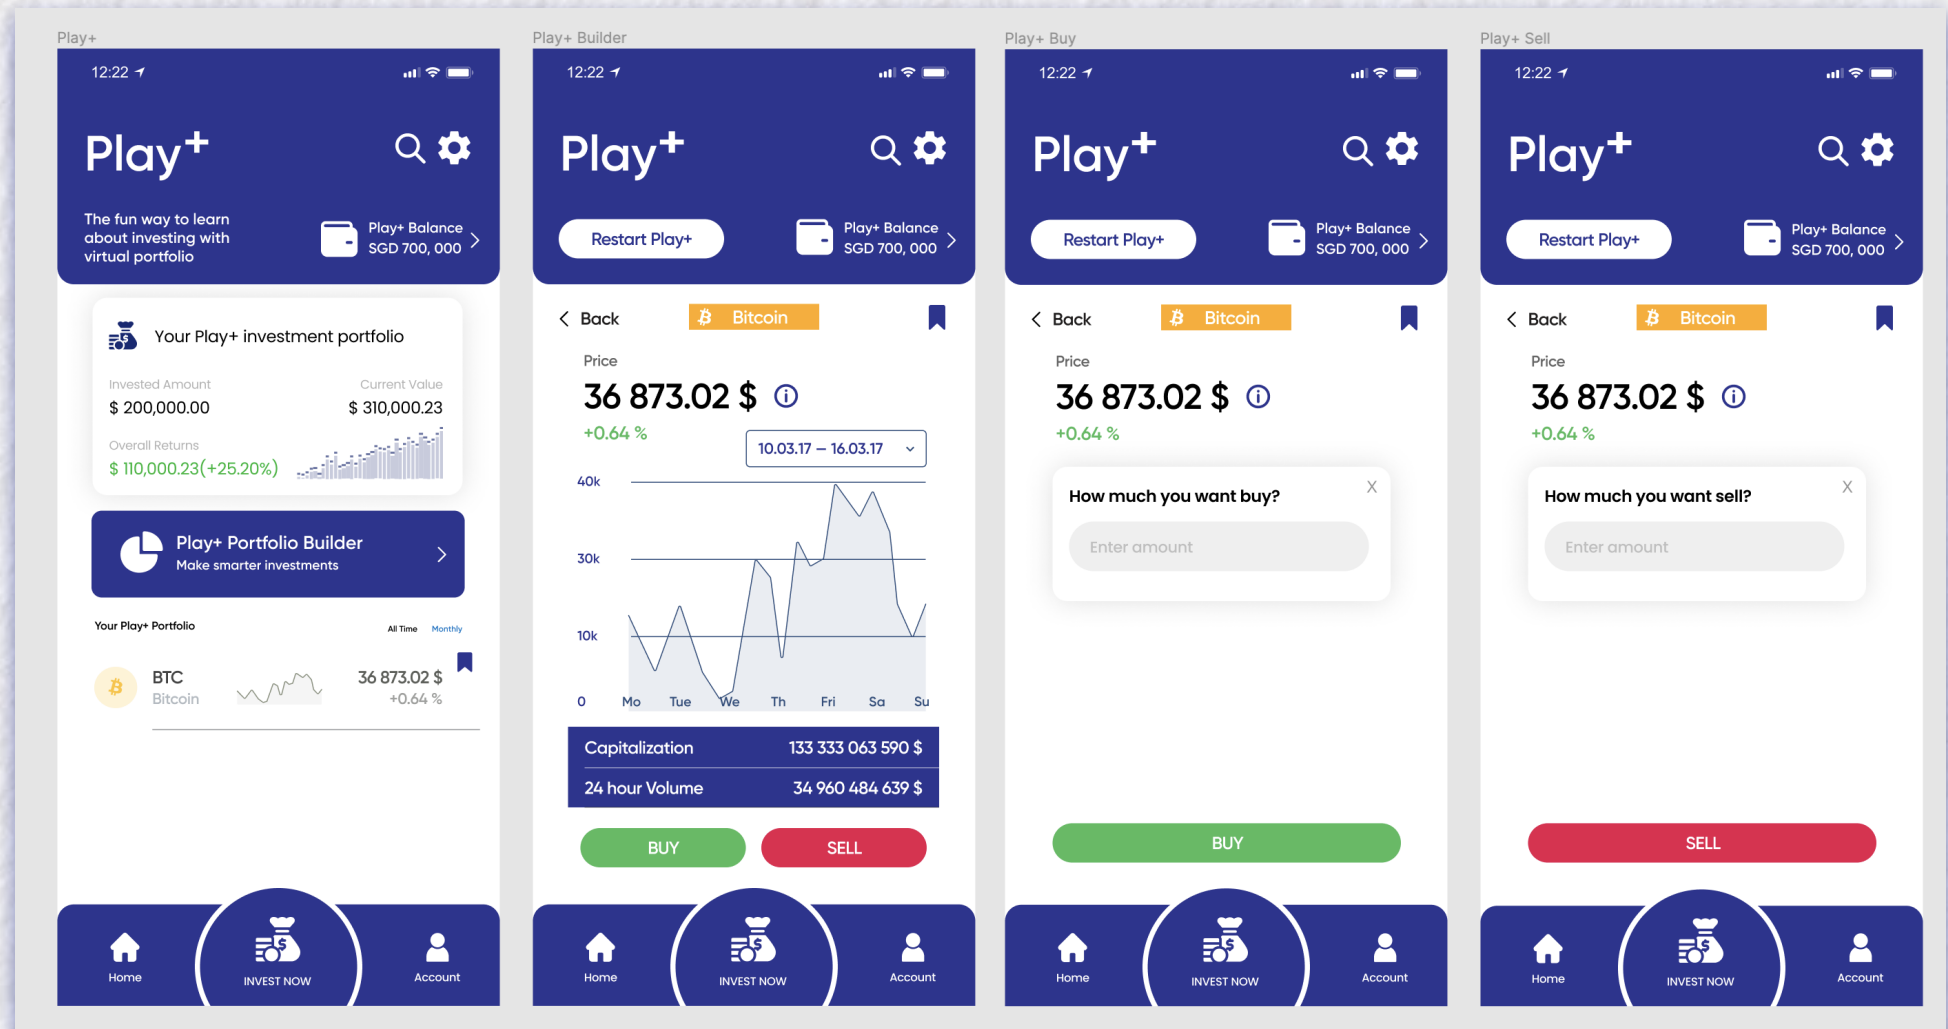 Play+
12:22
Play+
The fun way to learn
about investing with
virtual portfolio
Play+ Balance
SGD 700, 000
Your Play+ investment portfolio
Invested Amount
Current Value
$ 200,000.00
$ 310,000.23
Overall Returns
$ 110,000.23(+25.20%)
Play+ Portfolio Builder
Make smarter investments
Your Play+ Portfolio
All Time
Monthly
BTC
36 873.02 $
Bitcoin
+0.64 %
Home
INVEST NOW
Account
Play+ Builder
12:22
Play+
Restart Play+
Play+ Balance
SGD 700, 000
Back
Bitcoin
Price
36 873.02 $
+0.64 %
10.03.17 – 16.03.17
40k
30k
10k
0
Mo
Tue
We
Th
Fri
Sa
Su
Capitalization
133 333 063 590 $
24 hour Volume
34 960 484 639 $
BUY
SELL
Home
INVEST NOW
Account
Play+ Buy
12:22
Play+
Restart Play+
Play+ Balance
SGD 700, 000
Back
Bitcoin
Price
36 873.02 $
+0.64 %
How much you want buy?
X
Enter amount
BUY
Home
INVEST NOW
Account
Play+ Sell
12:22
Play+
Restart Play+
Play+ Balance
SGD 700, 000
Back
Bitcoin
Price
36 873.02 $
+0.64 %
How much you want sell?
X
Enter amount
SELL
Home
INVEST NOW
Account